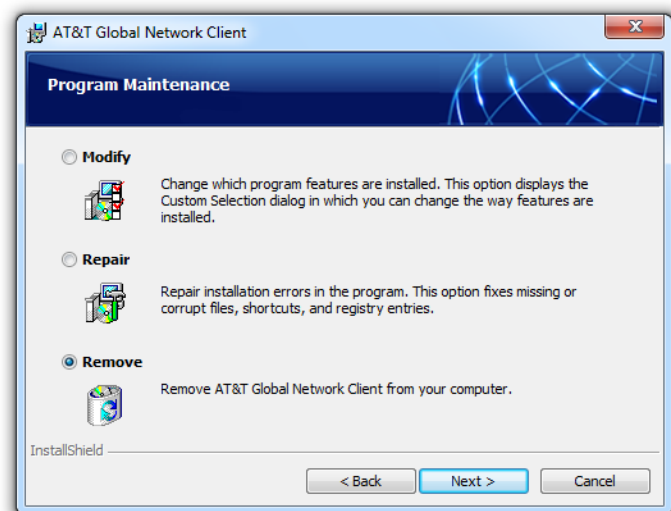 AT&T Global Network Client
Program Maintenance
Modify
Change which program features are installed. This option displays the
Custom Selection dialog in which you can change the way features are
installed.
Repair
Repair installation errors in the program. This option fixes missing or
corrupt files, shortcuts, and registry entries.
Remove
Remove AT&T Global Network Client from your computer.
InstallShield
< Back
Next >
Cancel